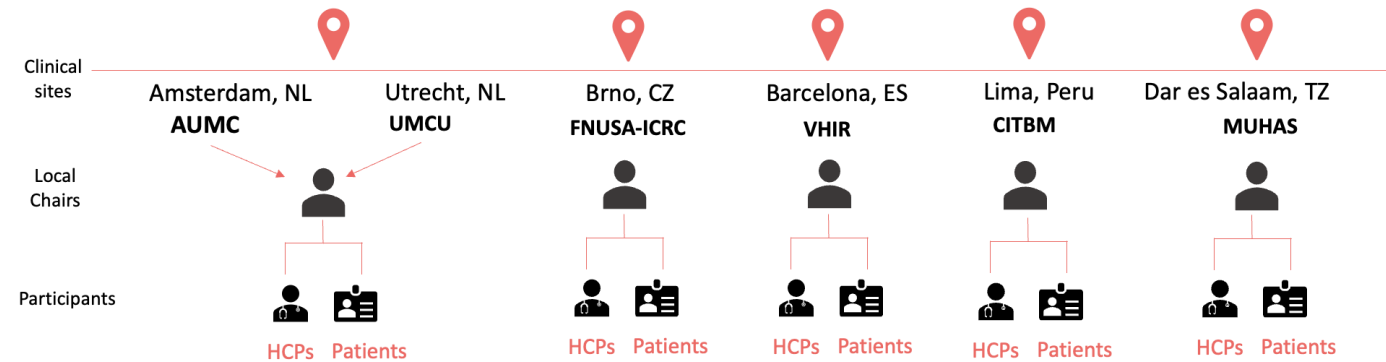 Clinical
sites
Amsterdam, NL
AUMC
Utrecht, NL
UMCU
Brno, CZ
FNUSA-ICRC
Barcelona, ES
VHIR
Lima, Peru
CITBM
Dar es Salaam, TZ
MUHAS
Local
Chairs
Participants
HCPs Patients
HCPs Patients
HCPs Patients
HCPs Patients
HCPs Patients